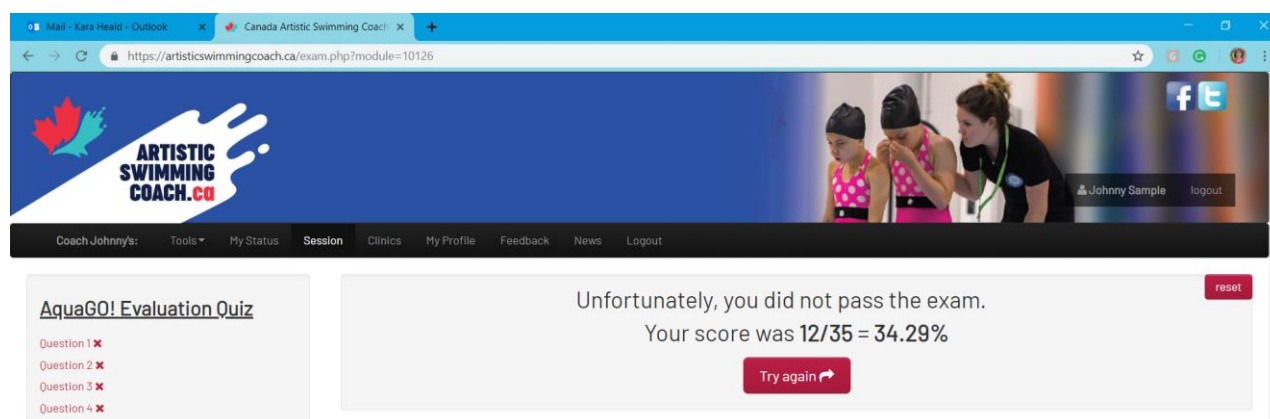 Mail - Kara Heald - Outlook
Canada Artistic Swimming Coach
https://artisticswimmingcoach.ca/exam.php?module=10126
ARTISTIC
SWIMMING
COACH.ca
Johnny Sample logout
Coach Johnny's: Tools My Status Session Clinics My Profile Feedback News Logout
AquaGO! Evaluation Quiz
Question 1
Question 2
Question 3
Question 4
reset
Unfortunately, you did not pass the exam.
Your score was 12/35 = 34.29%
Try again